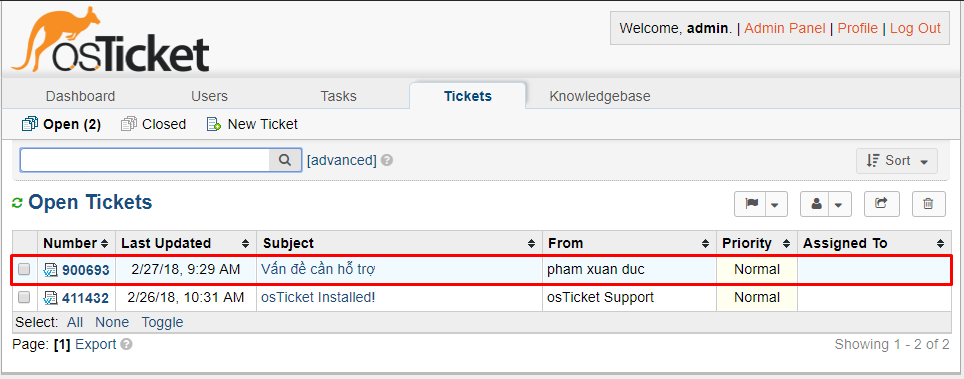 osTicket
Welcome, admin. | Admin Panel | Profile | Log Out
Dashboard Users Tasks Tickets Knowledgebase
Open (2) Closed New Ticket
[advanced] ? Sort
Open Tickets
Number Last Updated Subject From Priority Assigned To
900693 2/27/18, 9:29 AM Vấn đề cần hỗ trợ pham xuan duc Normal
411432 2/26/18, 10:31 AM osTicket Installed! osTicket Support Normal
Select: All None Toggle
Page: [1] Export ? Showing 1 - 2 of 2